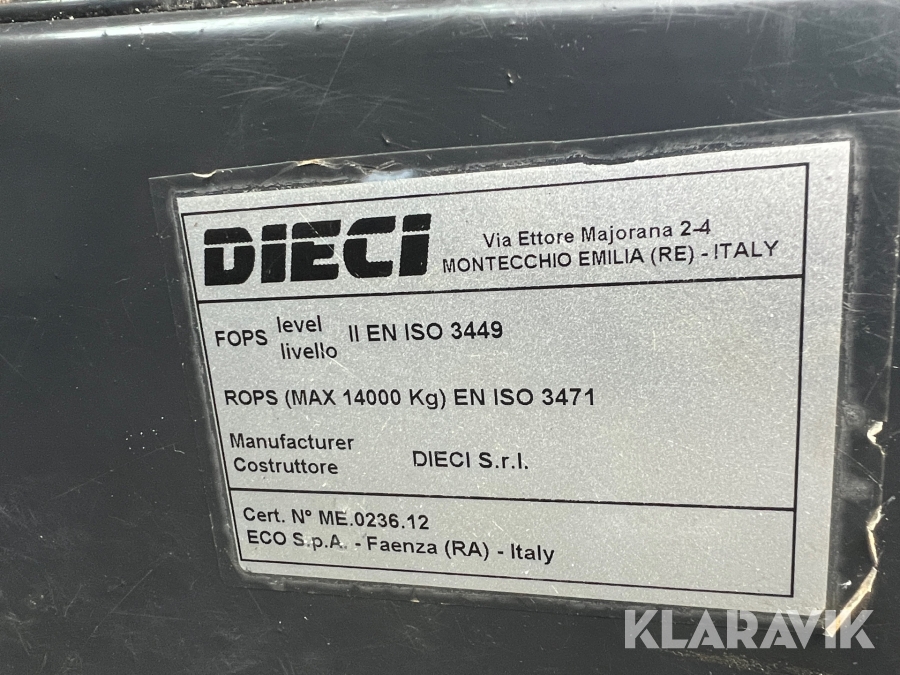 DIECI
Via Ettore Majorana 2-4
MONTECCHIO EMILIA (RE) - ITALY
FOPS level livello II EN ISO 3449
ROPS (MAX 14000 Kg) EN ISO 3471
Manufacturer
Costruttore
DIECI S.r.l.
Cert. N° ME.0236.12
ECO S.p.A. - Faenza (RA) - Italy
KLARAVIK